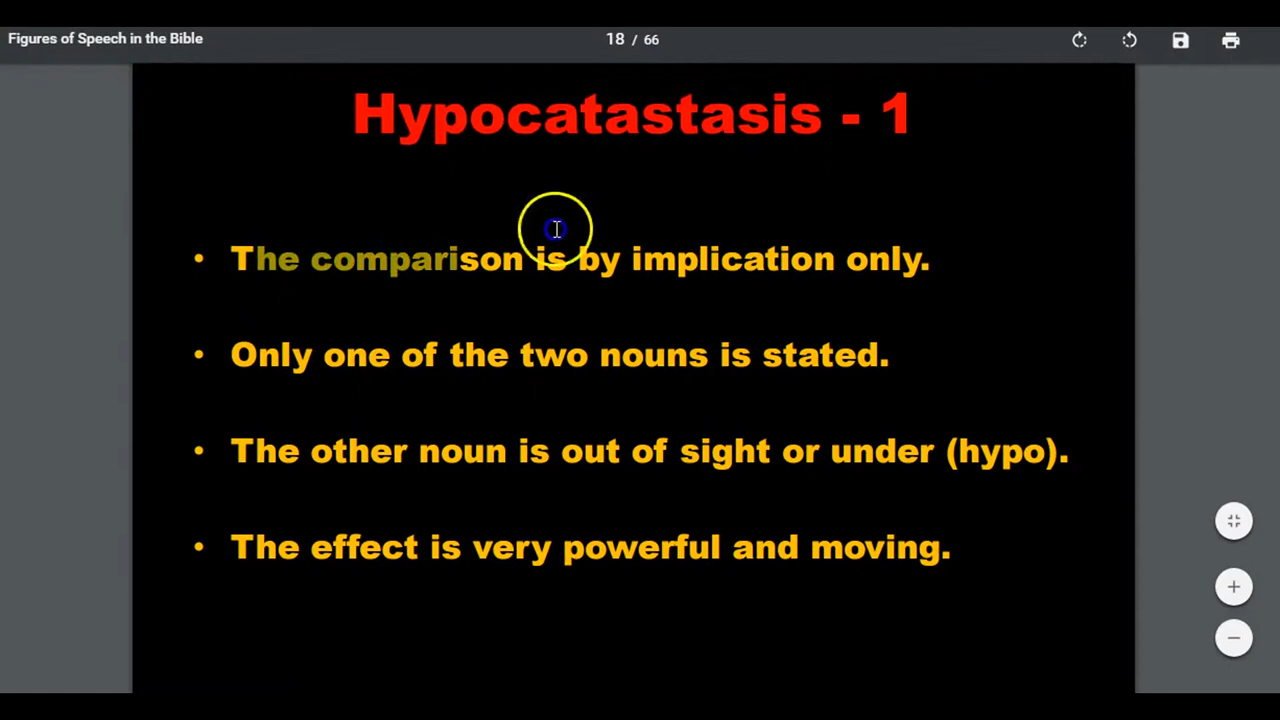 Figures of Speech in the Bible
18 / 66
Hypocatastasis - 1
• The comparison is by implication only.
• Only one of the two nouns is stated.
• The other noun is out of sight or under (hypo).
• The effect is very powerful and moving.